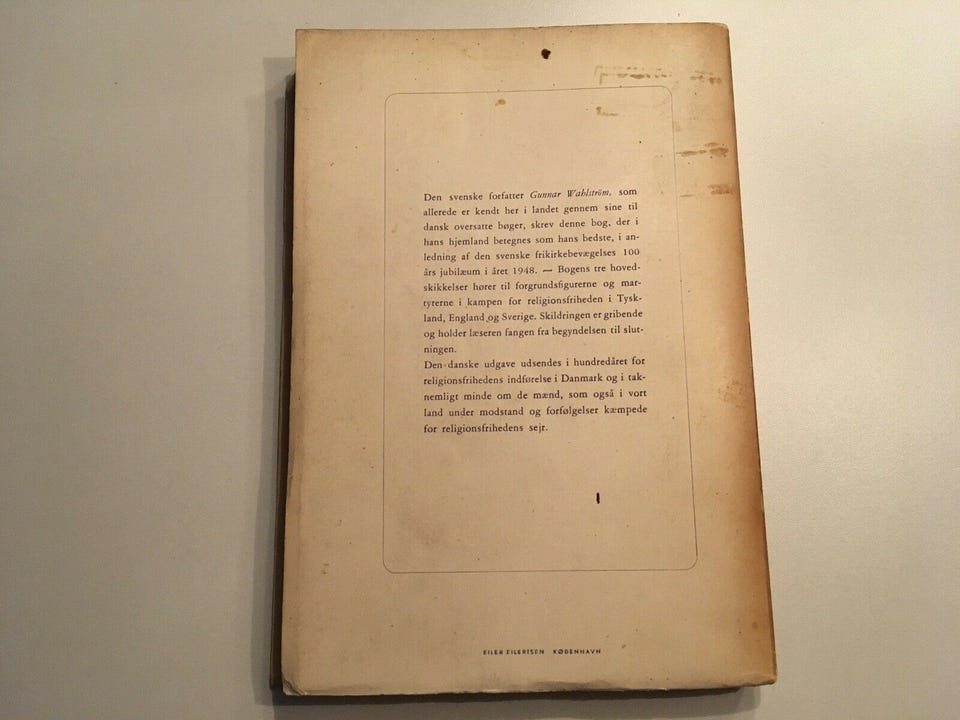 Den svenske forfatter Gunnar Wahlström, som
allerede er kendt her i landet gennem sine til
dansk oversatte bøger, skrev denne bog, der i
hans hjemland betegnes som hans bedste, i an-
ledning af den svenske frikirkebevægelses 100
års jubilæum i året 1948. — Bogens tre hoved-
skikkelser hører til forgrundsfigurerne og mar-
tyrerne i kampen for religionsfriheden i Tysk-
land, England og Sverige. Skildringen er gribende
og holder læseren fangen fra begyndelsen til slut-
ningen.
Den danske udgave udsendes i hundredåret for
religionsfrihedens indførelse i Danmark og i tak-
nemligt minde om de mænd, som også i vort
land under modstand og forfølgelser kæmpede
for religionsfrihedens sejr.
EILER EILERTSEN KØBENHAVN